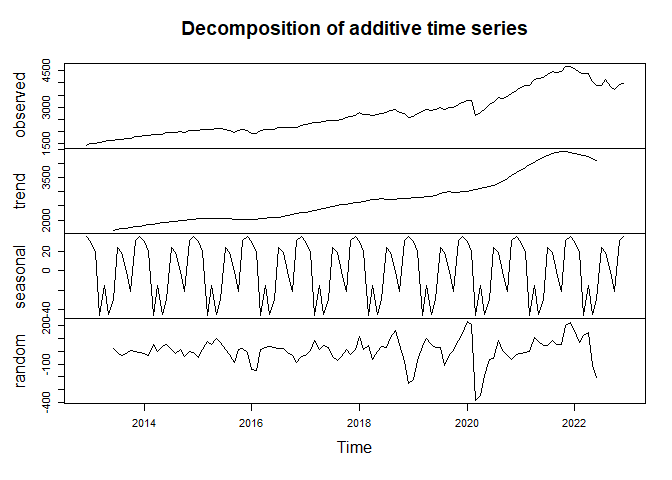 Decomposition of additive time series
observed
1500 3000 4500
trend
2000 3500
seasonal
-40 0 20
random
-400 -100 200
2014 2016 2018 2020 2022
Time